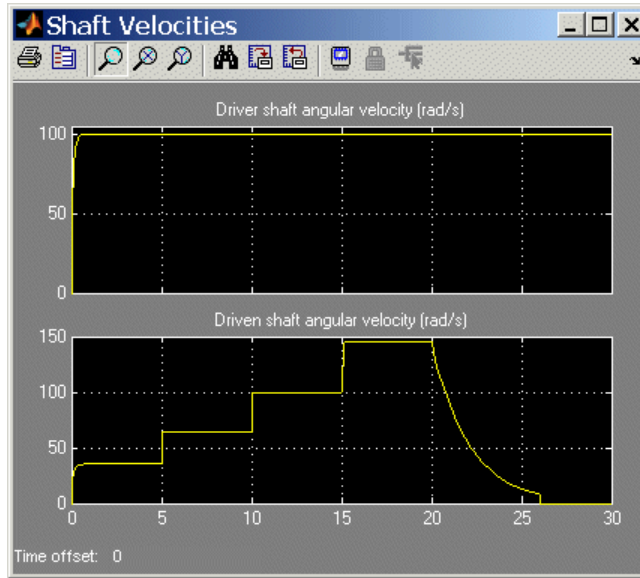 Shaft Velocities
Driver shaft angular velocity (rad/s)
100
50
0
Driven shaft angular velocity (rad/s)
150
100
50
0
0 5 10 15 20 25 30
Time offset: 0